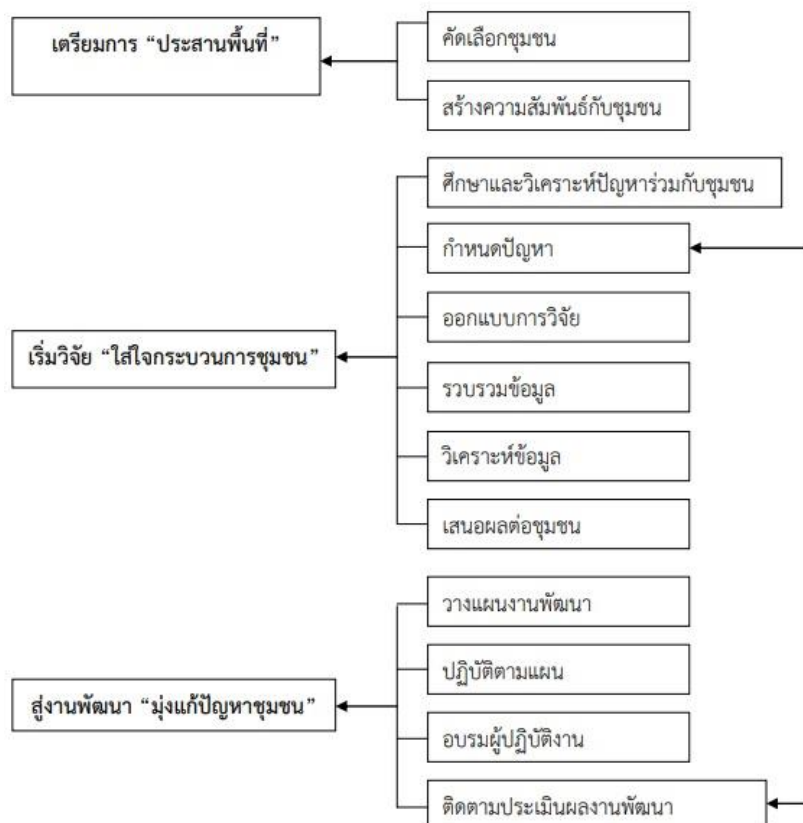 เตรียมการ “ประสานพื้นที่”
คัดเลือกชุมชน
สร้างความสัมพันธ์กับชุมชน
เริ่มวิจัย “ใส่ใจกระบวนการชุมชน”
ศึกษาและวิเคราะห์ปัญหาร่วมกับชุมชน
กำหนดปัญหา
ออกแบบการวิจัย
รวบรวมข้อมูล
วิเคราะห์ข้อมูล
เสนอผลต่อชุมชน
สู่งานพัฒนา “มุ่งแก้ปัญหาชุมชน”
วางแผนงานพัฒนา
ปฏิบัติตามแผน
อบรมผู้ปฏิบัติงาน
ติดตามประเมินผลงานพัฒนา